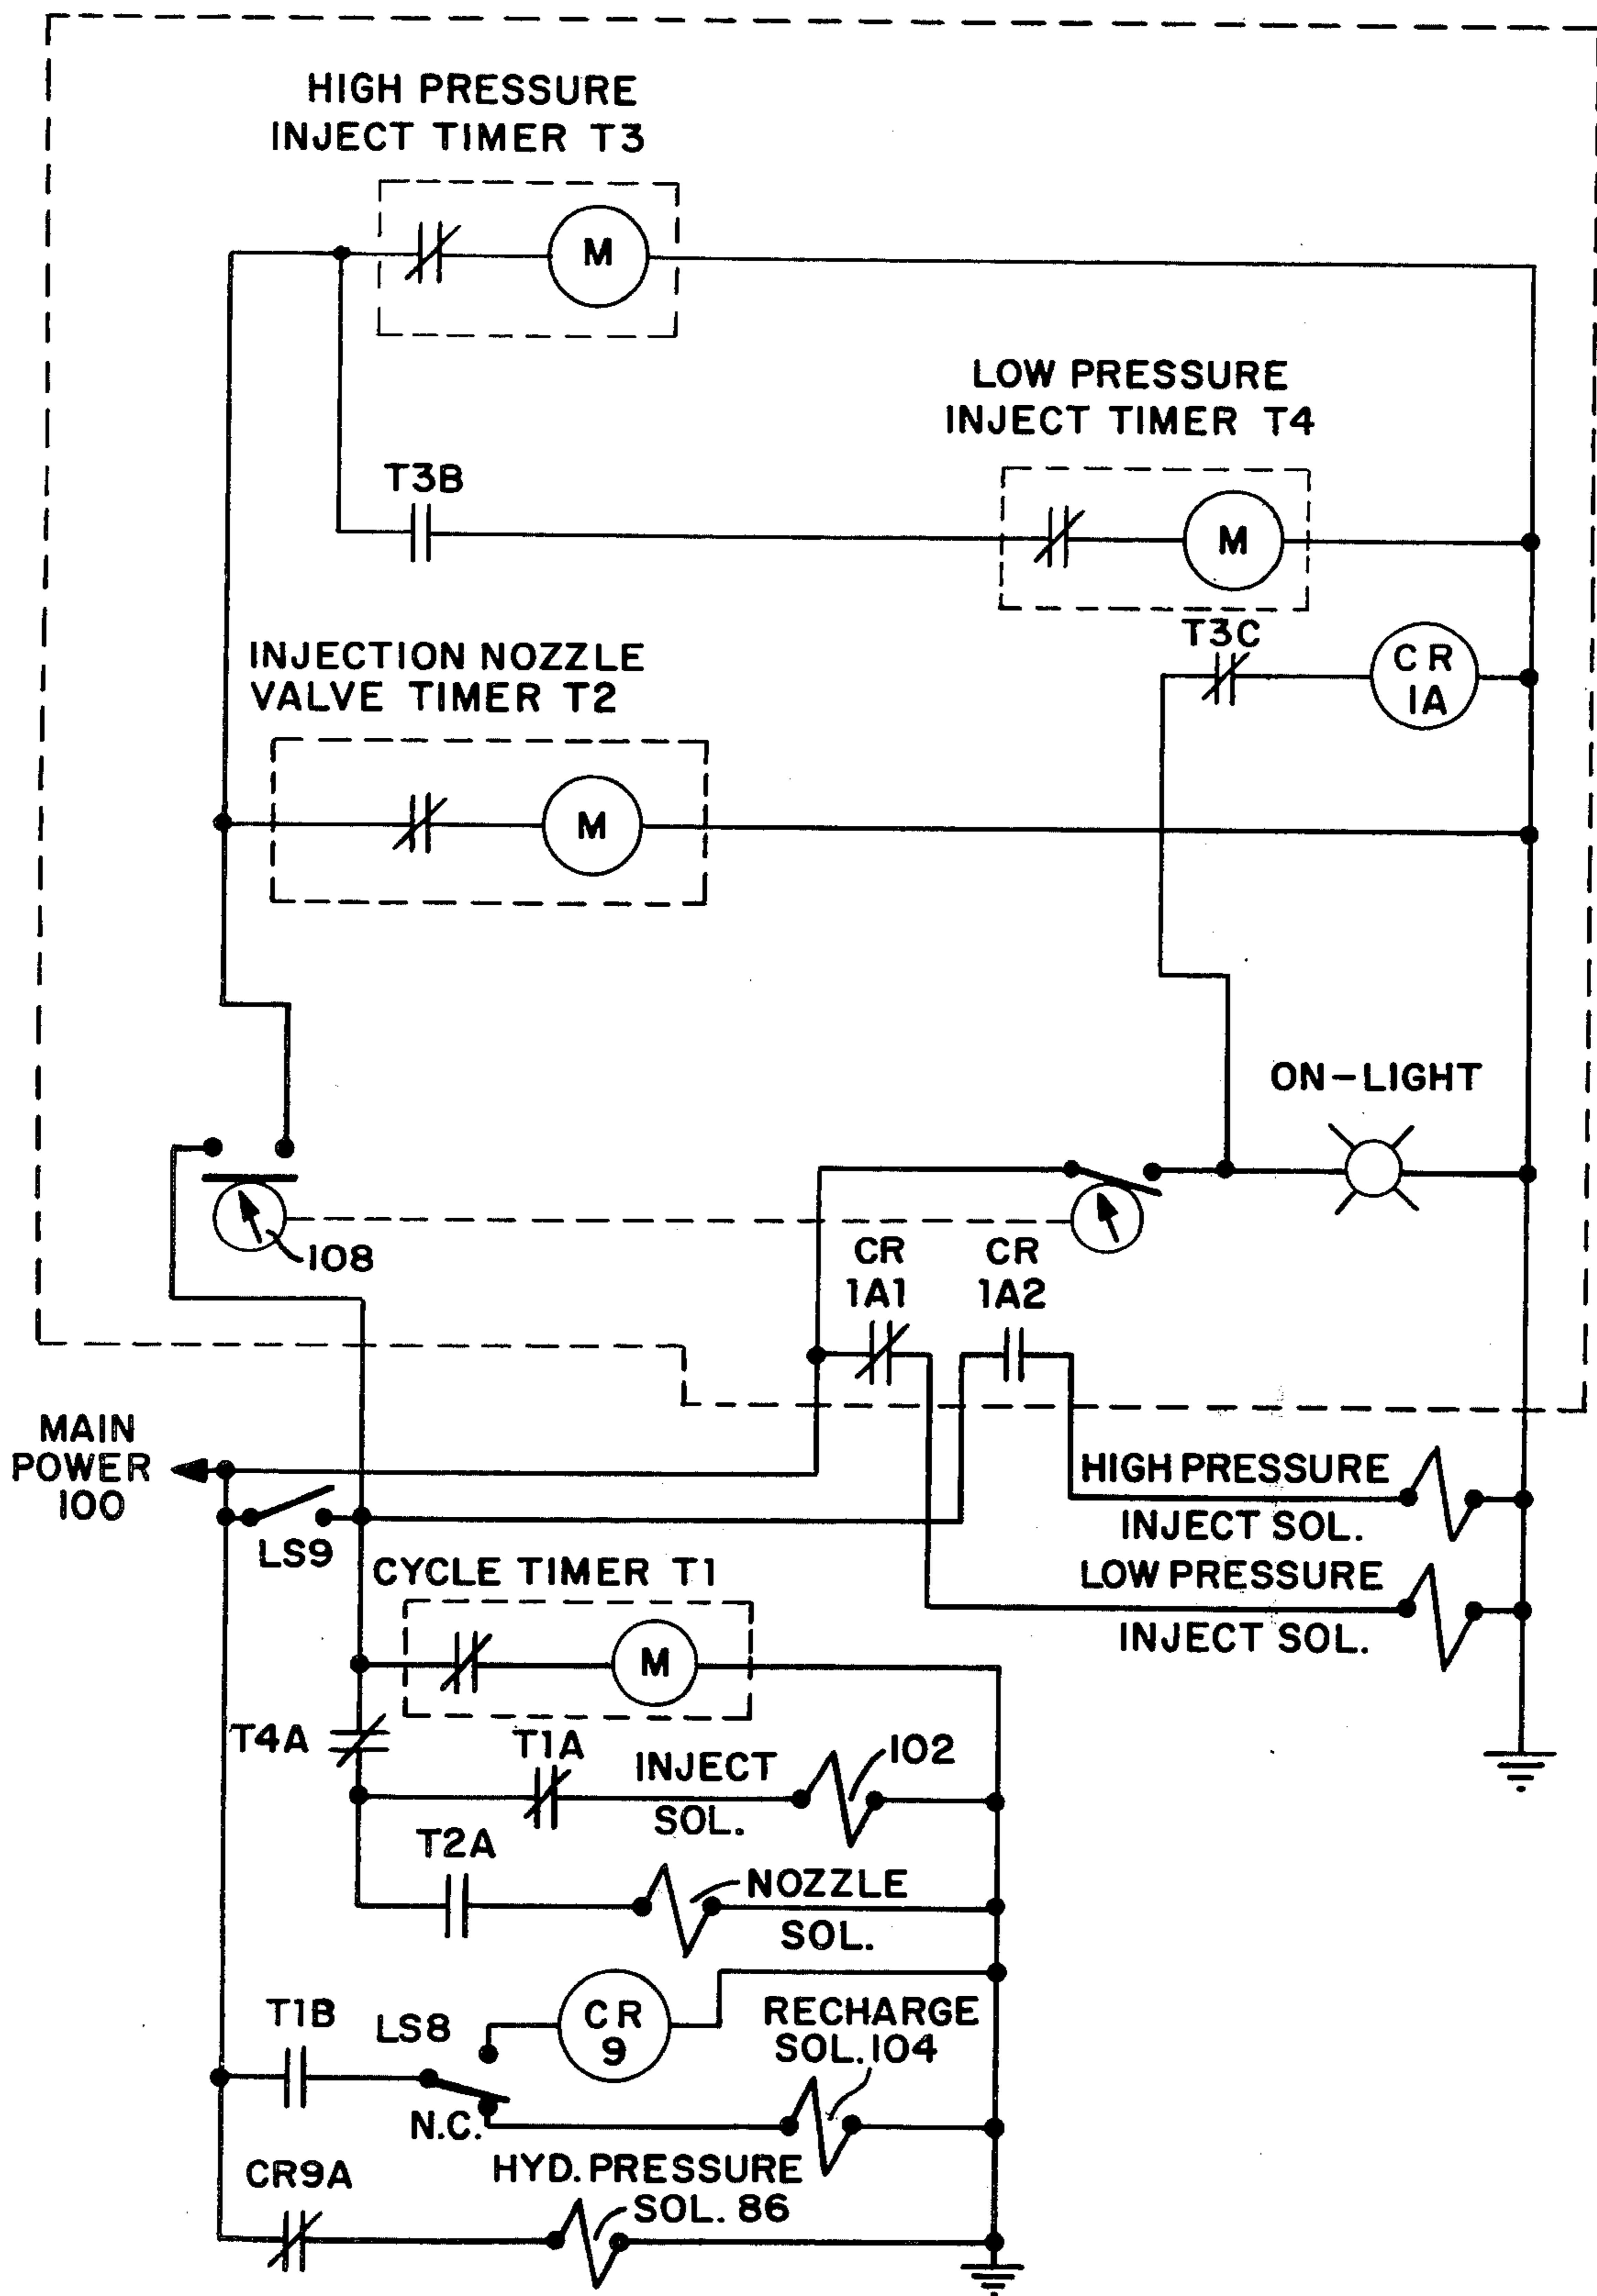 HIGH PRESSURE
INJECT TIMER T3
M
LOW PRESSURE
INJECT TIMER T4
T3B
M
T3C
CR
1A
INJECTION NOZZLE
VALVE TIMER T2
M
ON-LIGHT
108
CR
1A1
CR
1A2
MAIN
POWER
100
LS9
HIGH PRESSURE
INJECT SOL.
LOW PRESSURE
INJECT SOL.
CYCLE TIMER T1
M
T4A
T1A
INJECT
SOL.
102
T2A
NOZZLE
SOL.
T1B
LS8
CR
9
RECHARGE
SOL. 104
N.C.
CR9A
HYD. PRESSURE
SOL. 86